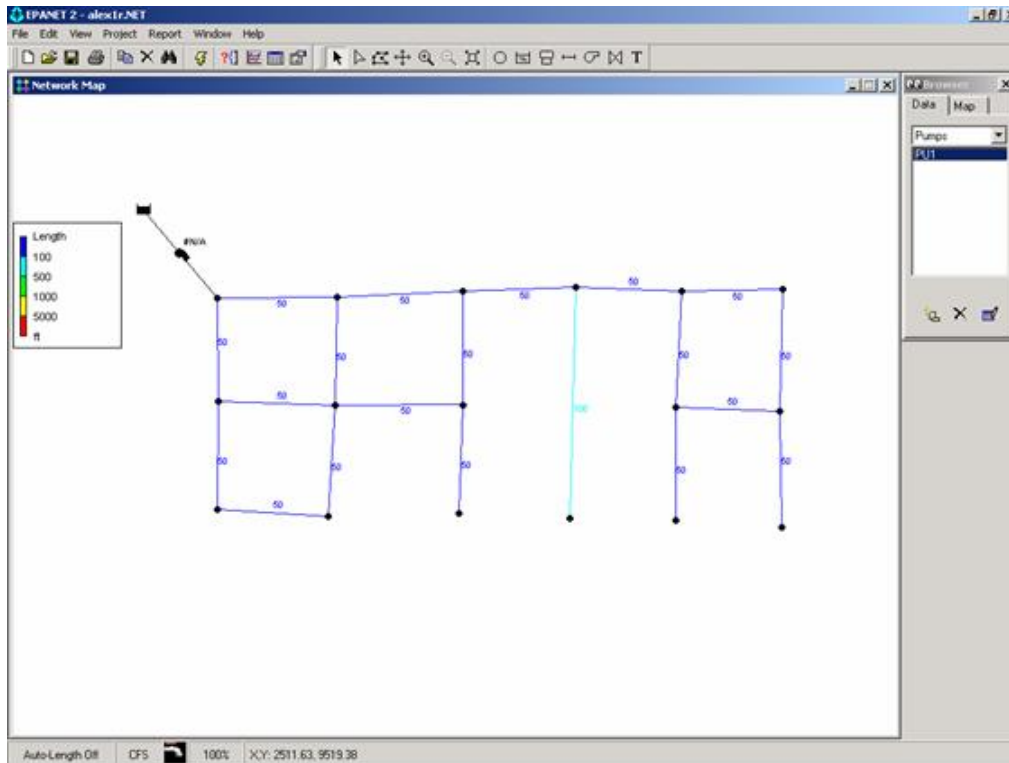 EPANET 2 - alex1r.NET
File Edit View Project Report Window Help
Network Map
Browser
Data Map
Pumps
PU1
Length
100
500
1000
5000
ft
#N/A
50 50 50 50 50
50 50 50 50 50
50 50 50
100
50 50 50 50 50
50
Auto-Length Off CFS 100% X,Y: 2511.63, 9519.38